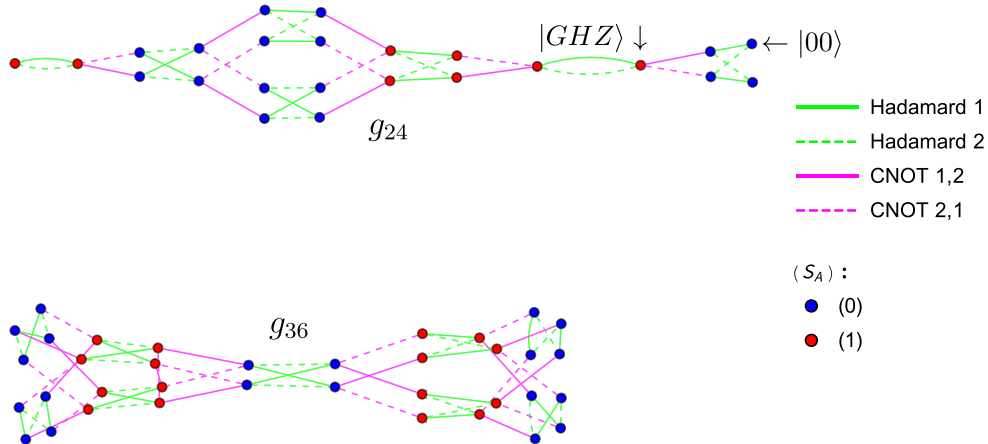 |GHZ⟩ ↓
← |00⟩
g₂₄
Hadamard 1
Hadamard 2
CNOT 1,2
CNOT 2,1
(S_A) :
(0)
(1)
g₃₆